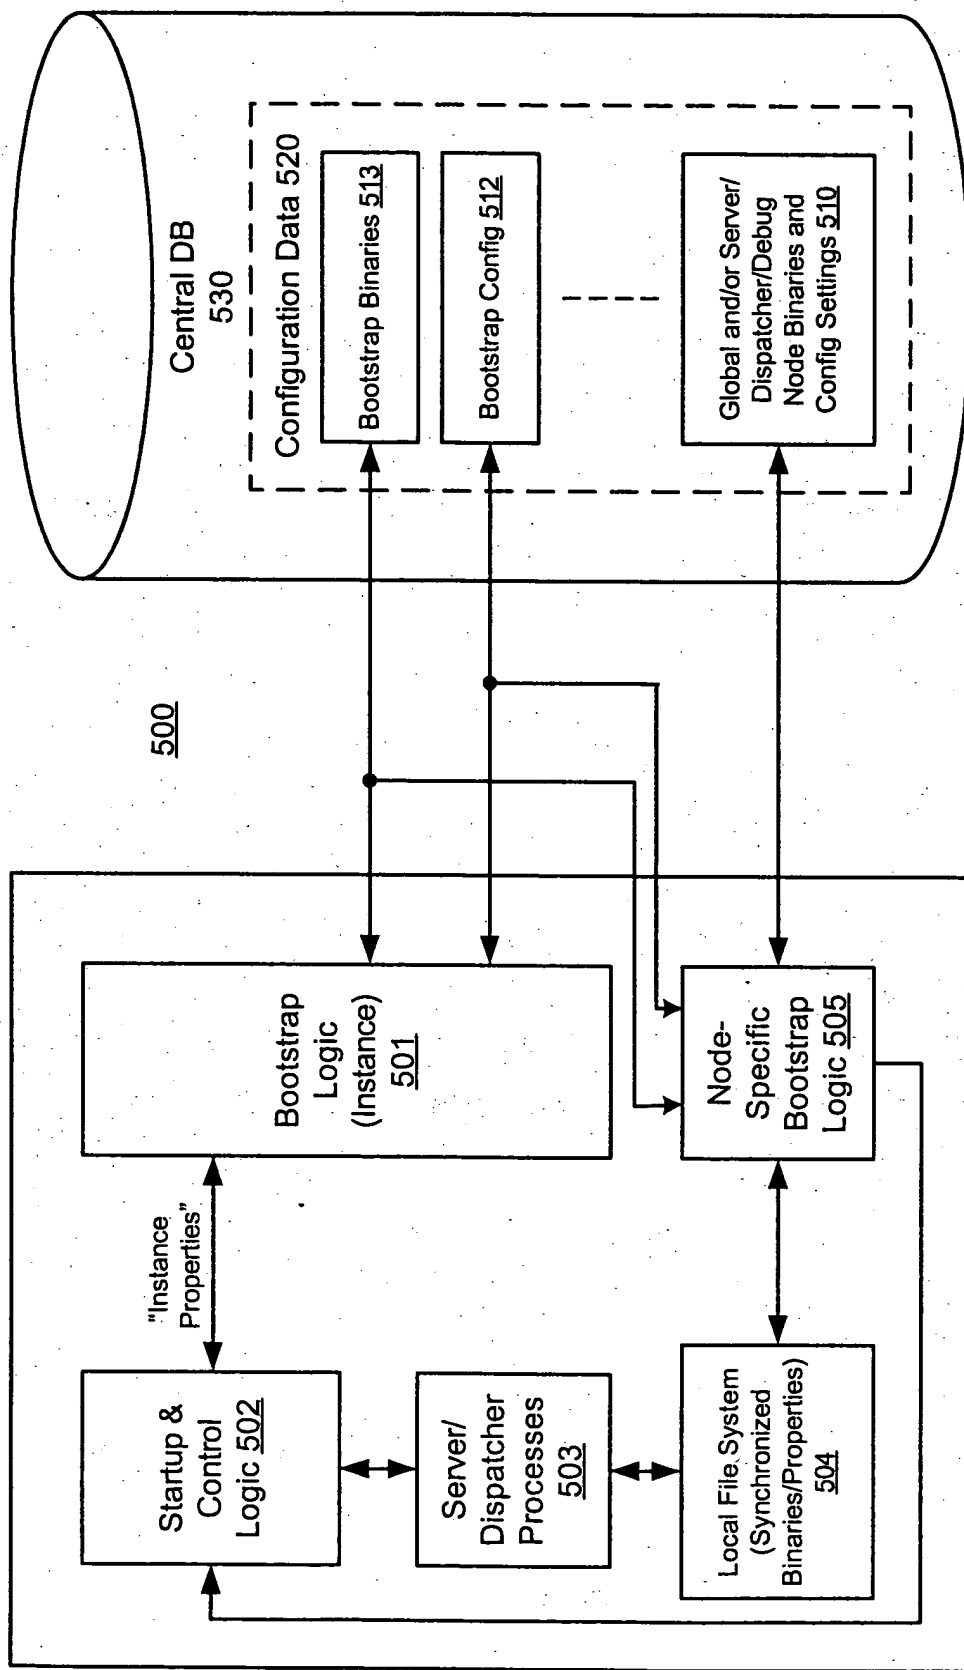 Central DB
530
Configuration Data 520
Bootstrap Binaries 513
Bootstrap Config 512
Global and/or Server/
Dispatcher/Debug
Node Binaries and
Config Settings 510
500
Bootstrap
Logic
(Instance)
501
Node-
Specific
Bootstrap
Logic 505
"Instance
Properties"
Startup &
Control
Logic 502
Server/
Dispatcher
Processes
503
Local File System
(Synchronized
Binaries/Properties)
504